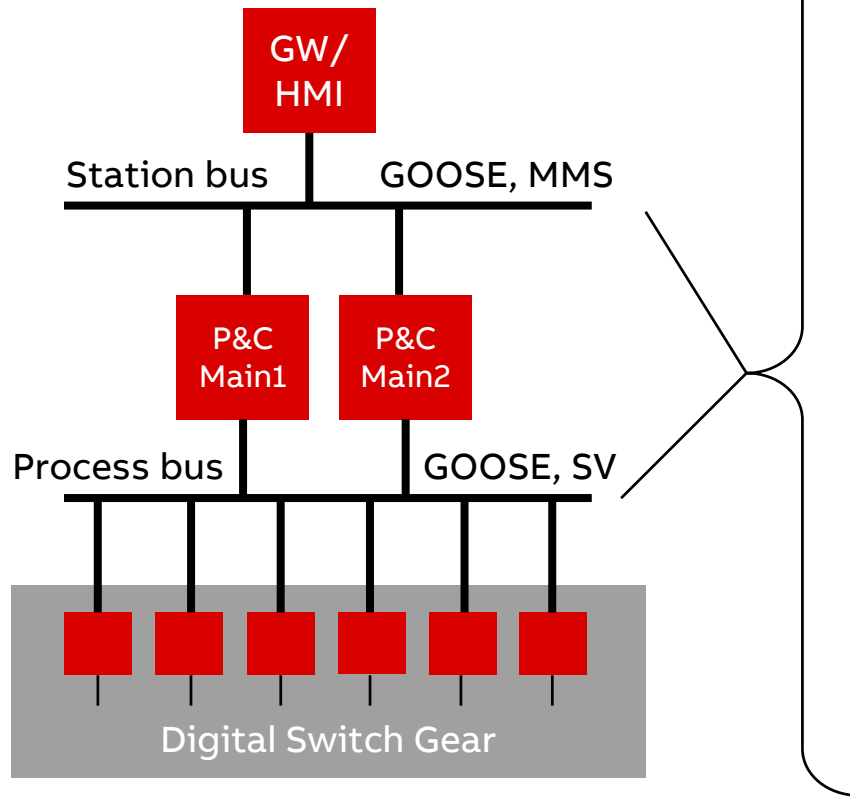 GW/
HMI
Station bus
GOOSE, MMS
P&C
Main1
P&C
Main2
Process bus
GOOSE, SV
Digital Switch Gear